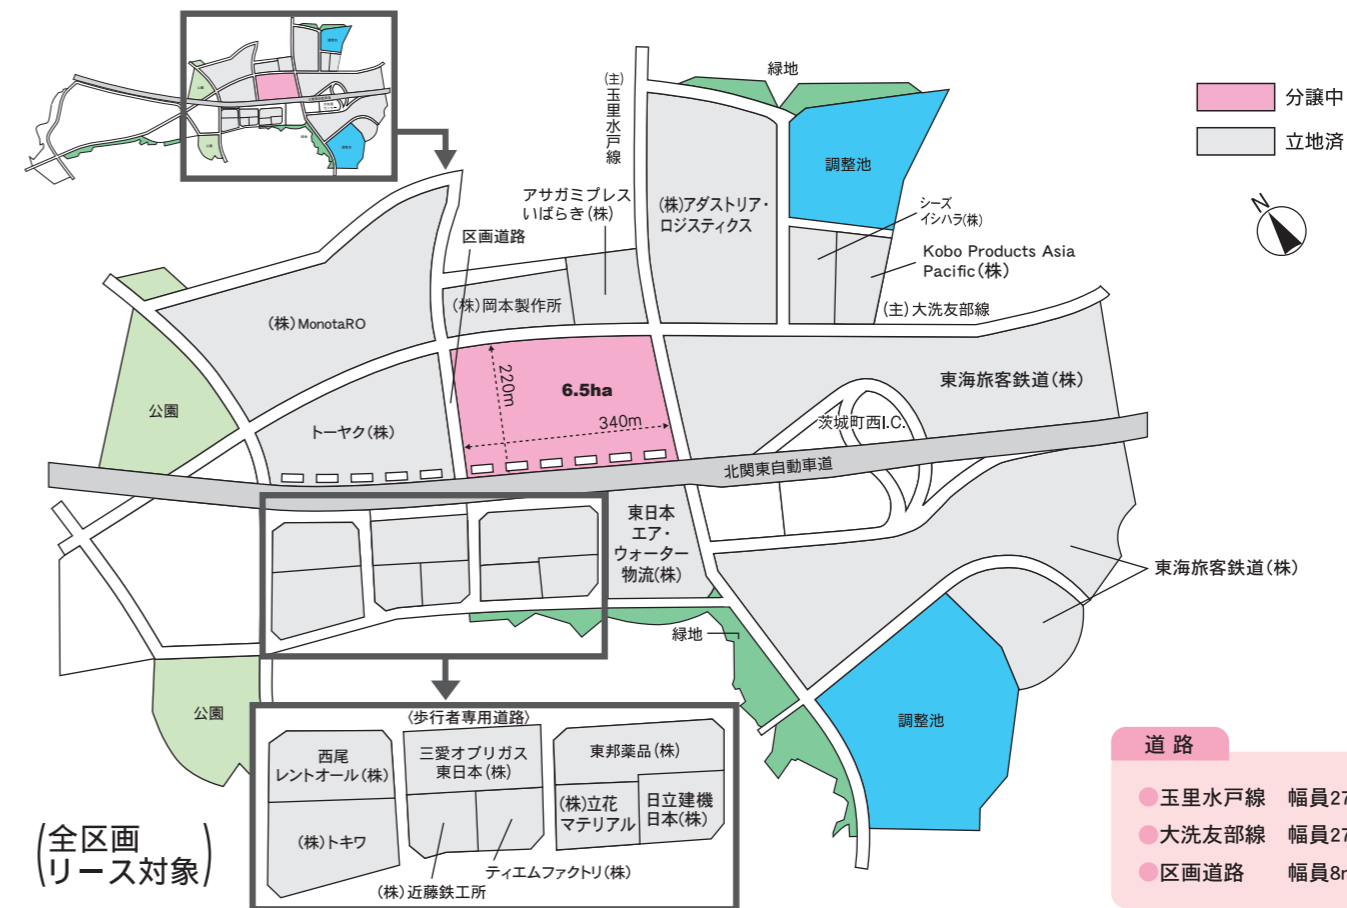 分譲中
立地済
N
緑地
(主)玉里水戸線
調整池
アサガミプレス
いばらき(株)
(株)アダストリア・
ロジスティクス
シーズ
イシハラ(株)
区画道路
Kobo Products Asia
Pacific(株)
(株)岡本製作所
(主)大洗友部線
(株)MonotaRO
220m
6.5ha
340m
東海旅客鉄道(株)
公園
トーヤク(株)
茨城町西I.C.
北関東自動車道
東日本
エア・
ウォーター
物流(株)
東海旅客鉄道(株)
緑地
公園
調整池
〈歩行者専用道路〉
西尾
レントオール(株)
三愛オブリガス
東日本(株)
東邦薬品(株)
(株)トキワ
(株)立花
マテリアル
日立建機
日本(株)
ティエムファクトリ(株)
(株)近藤鉄工所
(全区画
リース対象)
道路
●玉里水戸線 幅員27
●大洗友部線 幅員27
●区画道路 幅員8